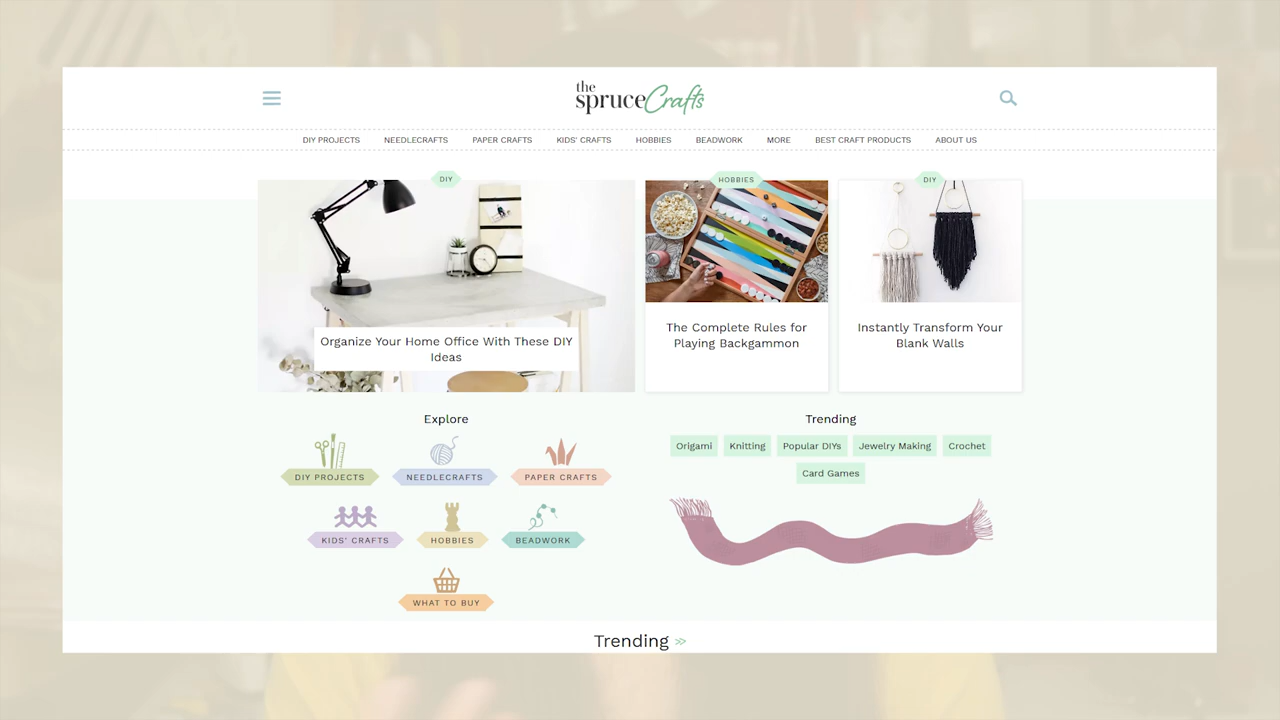 the
spruceCrafts
DIY PROJECTS NEEDLECRAFTS PAPER CRAFTS KIDS' CRAFTS HOBBIES BEADWORK MORE BEST CRAFT PRODUCTS ABOUT US
DIY
HOBBIES
DIY
Organize Your Home Office With These DIY
Ideas
The Complete Rules for
Playing Backgammon
Instantly Transform Your
Blank Walls
Explore
DIY PROJECTS
NEEDLECRAFTS
PAPER CRAFTS
KIDS' CRAFTS
HOBBIES
BEADWORK
WHAT TO BUY
Trending
Origami Knitting Popular DIYs Jewelry Making Crochet
Card Games
Trending >>